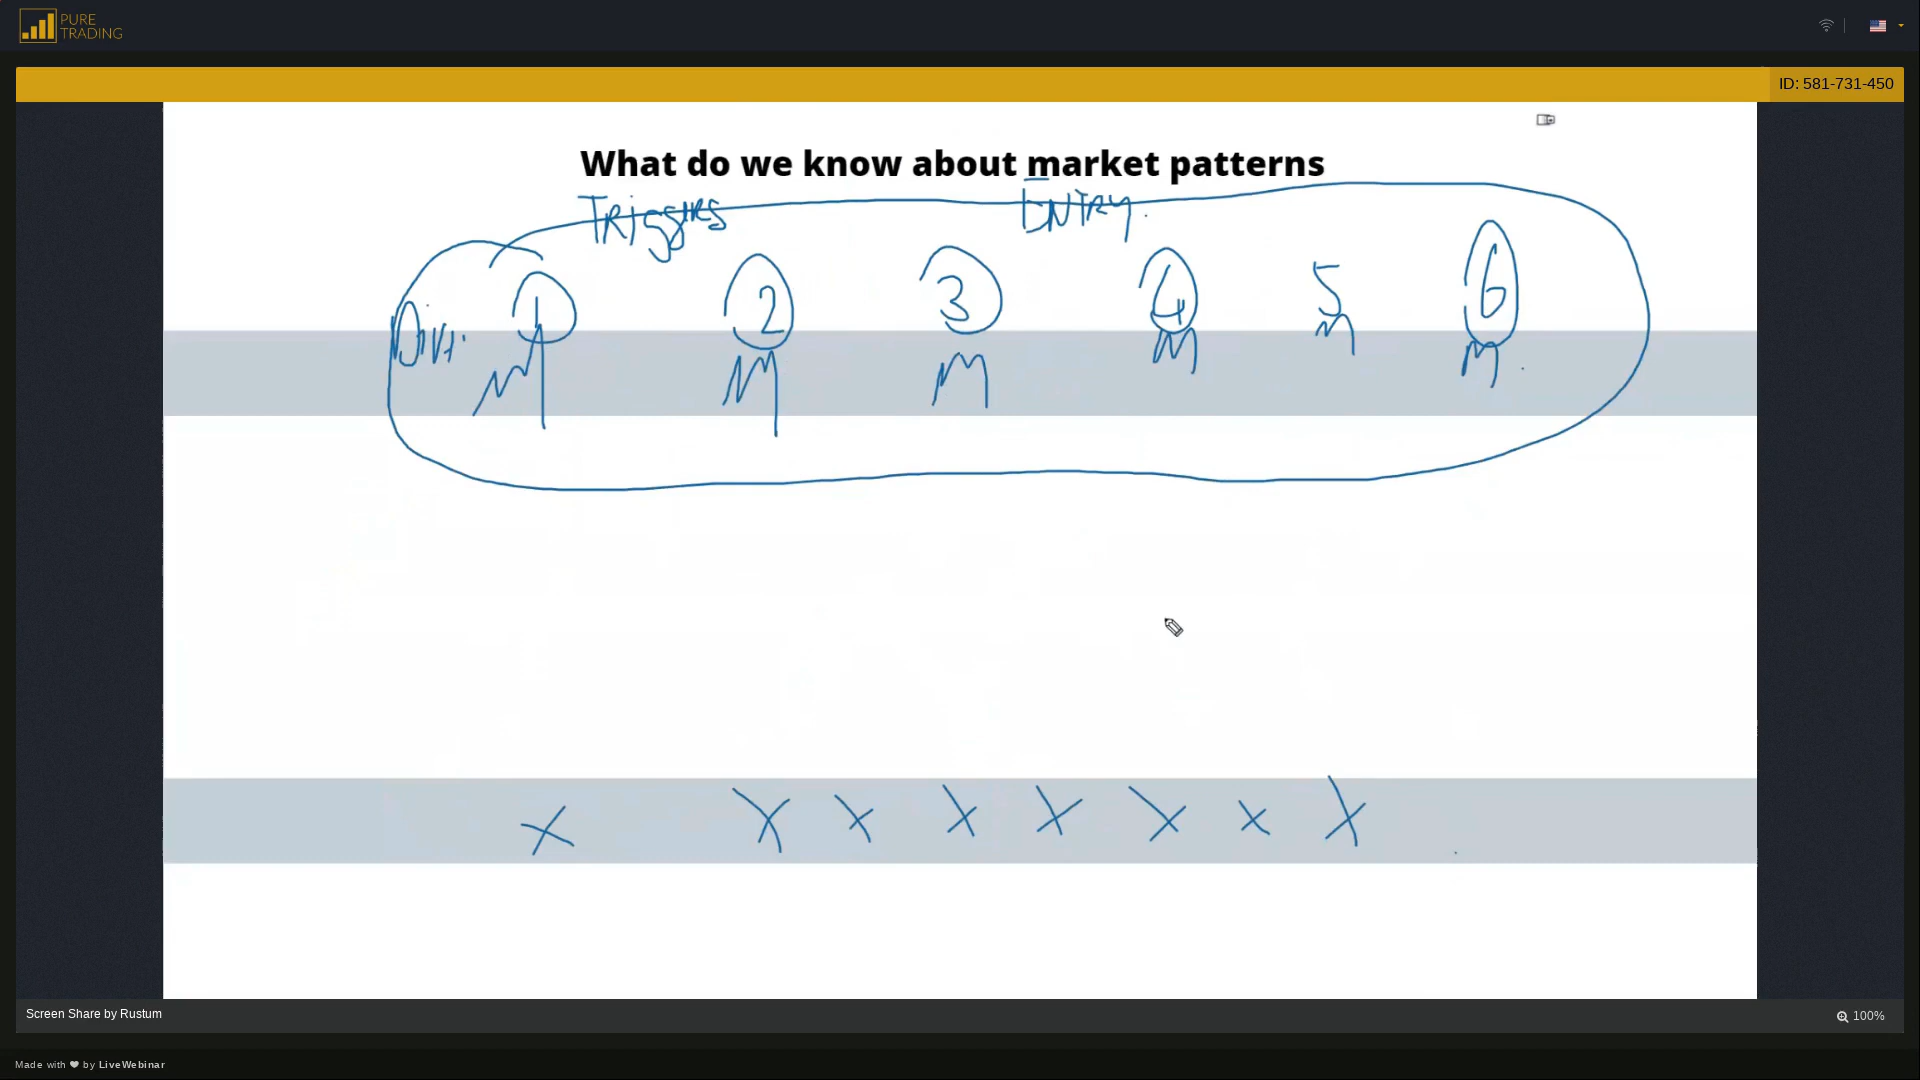 PURE
TRADING
ID: 581-731-450
What do we know about market patterns
Triggers ENTRY.
1 2 3 4 5 6
M M M M M M
X X X X X X X X
Screen Share by Rustum
100%
Made with ❤ by LiveWebinar